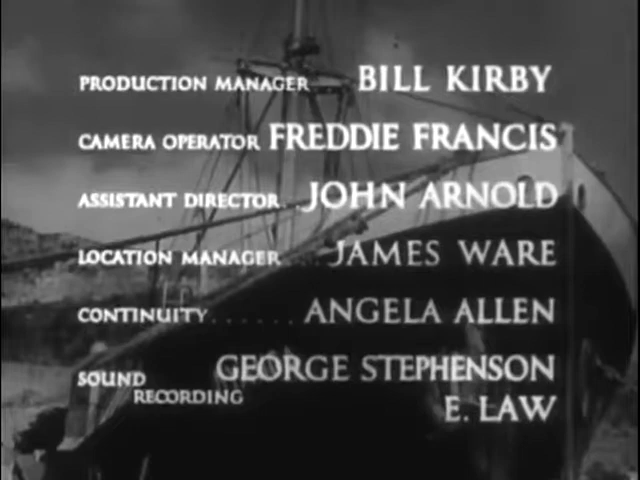 PRODUCTION MANAGER BILL KIRBY
CAMERA OPERATOR FREDDIE FRANCIS
ASSISTANT DIRECTOR.. JOHN ARNOLD
LOCATION MANAGER.... JAMES WARE
CONTINUITY....... ANGELA ALLEN
SOUND RECORDING GEORGE STEPHENSON
E. LAW